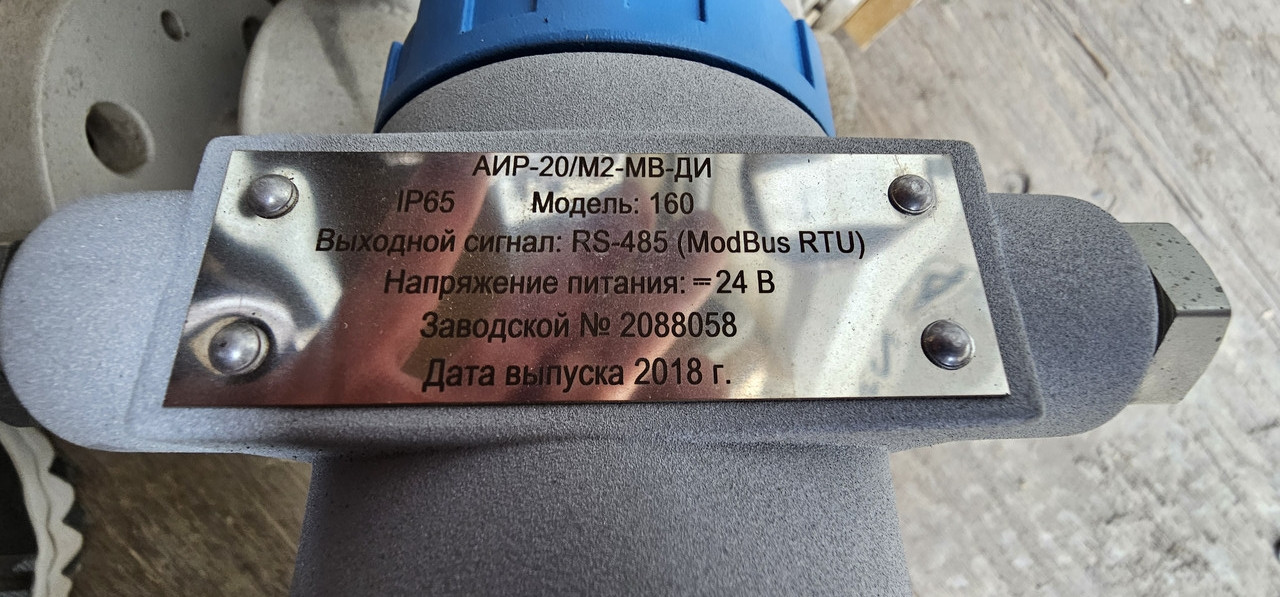 АИР-20/М2-МВ-ДИ
IP65 Модель: 160
Выходной сигнал: RS-485 (ModBus RTU)
Напряжение питания: ⎓ 24 В
Заводской № 2088058
Дата выпуска 2018 г.